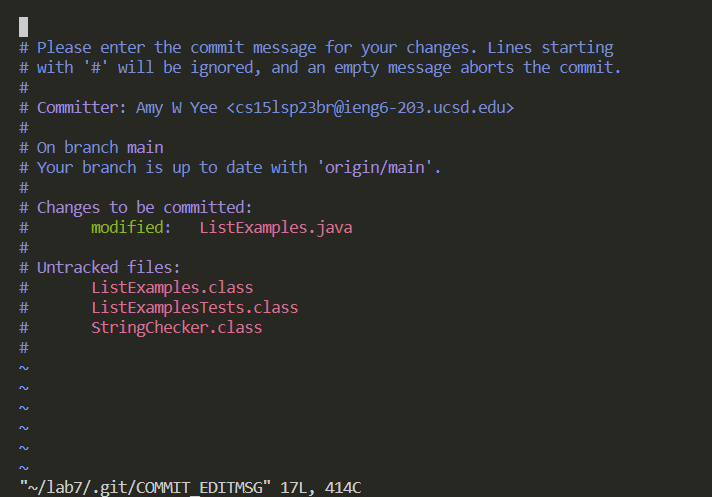 # Please enter the commit message for your changes. Lines starting
# with '#' will be ignored, and an empty message aborts the commit.
#
# Committer: Amy W Yee <cs15lsp23br@ieng6-203.ucsd.edu>
#
# On branch main
# Your branch is up to date with 'origin/main'.
#
# Changes to be committed:
#       modified:   ListExamples.java
#
# Untracked files:
#       ListExamples.class
#       ListExamplesTests.class
#       StringChecker.class
#
~
~
~
~
~
~
"~/lab7/.git/COMMIT_EDITMSG" 17L, 414C